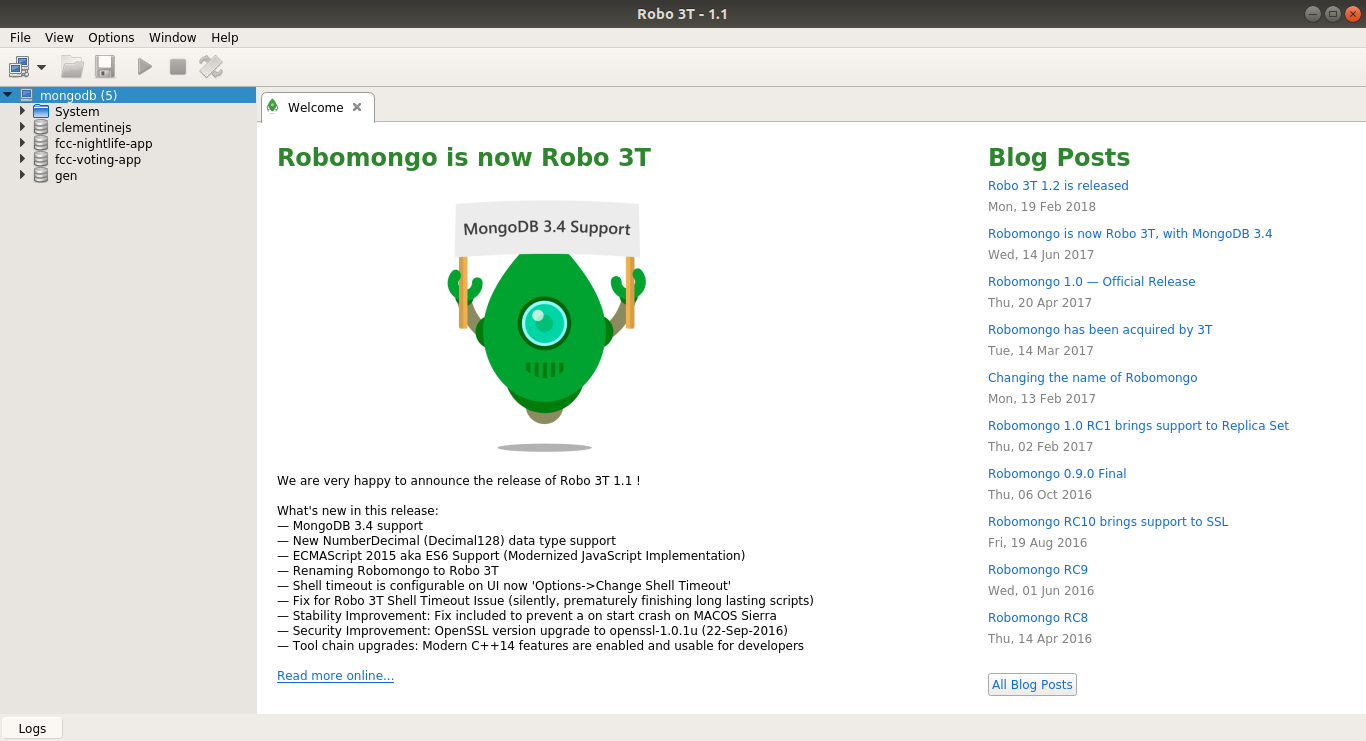 Robo 3T - 1.1
File View Options Window Help
mongodb (5)
System
clementinejs
fcc-nightlife-app
fcc-voting-app
gen
Welcome
Robomongo is now Robo 3T
MongoDB 3.4 Support
We are very happy to announce the release of Robo 3T 1.1 !
What's new in this release:
— MongoDB 3.4 support
— New NumberDecimal (Decimal128) data type support
— ECMAScript 2015 aka ES6 Support (Modernized JavaScript Implementation)
— Renaming Robomongo to Robo 3T
— Shell timeout is configurable on UI now 'Options->Change Shell Timeout'
— Fix for Robo 3T Shell Timeout Issue (silently, prematurely finishing long lasting scripts)
— Stability Improvement: Fix included to prevent a on start crash on MACOS Sierra
— Security Improvement: OpenSSL version upgrade to openssl-1.0.1u (22-Sep-2016)
— Tool chain upgrades: Modern C++14 features are enabled and usable for developers
Read more online...
Blog Posts
Robo 3T 1.2 is released
Mon, 19 Feb 2018
Robomongo is now Robo 3T, with MongoDB 3.4
Wed, 14 Jun 2017
Robomongo 1.0 — Official Release
Thu, 20 Apr 2017
Robomongo has been acquired by 3T
Tue, 14 Mar 2017
Changing the name of Robomongo
Mon, 13 Feb 2017
Robomongo 1.0 RC1 brings support to Replica Set
Thu, 02 Feb 2017
Robomongo 0.9.0 Final
Thu, 06 Oct 2016
Robomongo RC10 brings support to SSL
Fri, 19 Aug 2016
Robomongo RC9
Wed, 01 Jun 2016
Robomongo RC8
Thu, 14 Apr 2016
All Blog Posts
Logs